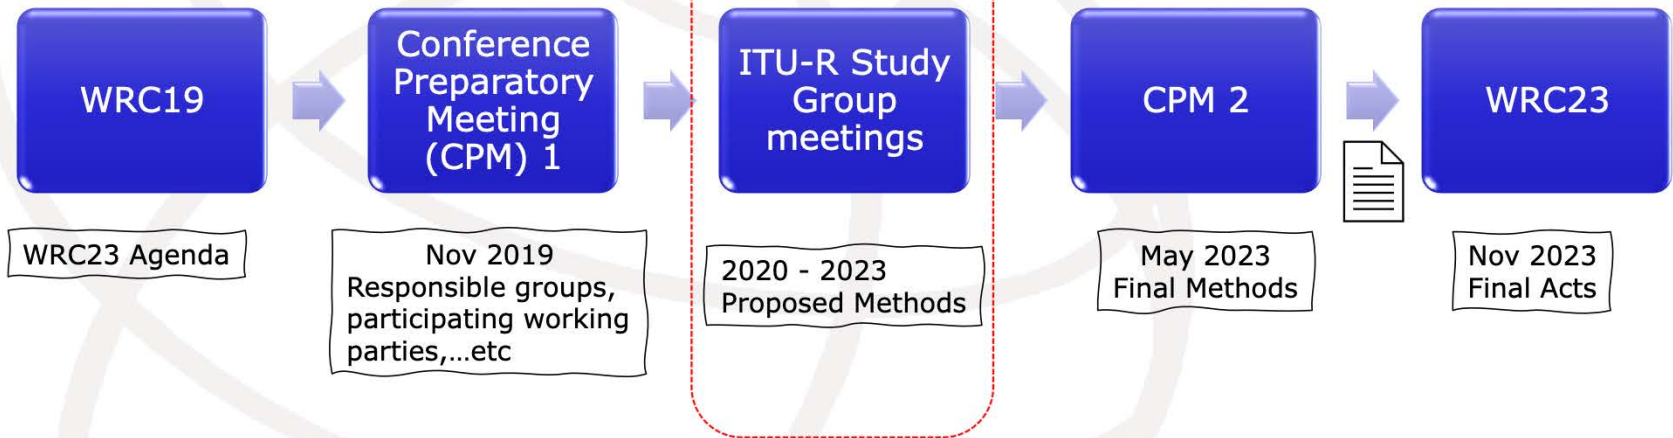 WRC19
Conference
Preparatory
Meeting
(CPM) 1
ITU-R Study
Group
meetings
CPM 2
WRC23
WRC23 Agenda
Nov 2019
Responsible groups,
participating working
parties,...etc
2020 - 2023
Proposed Methods
May 2023
Final Methods
Nov 2023
Final Acts